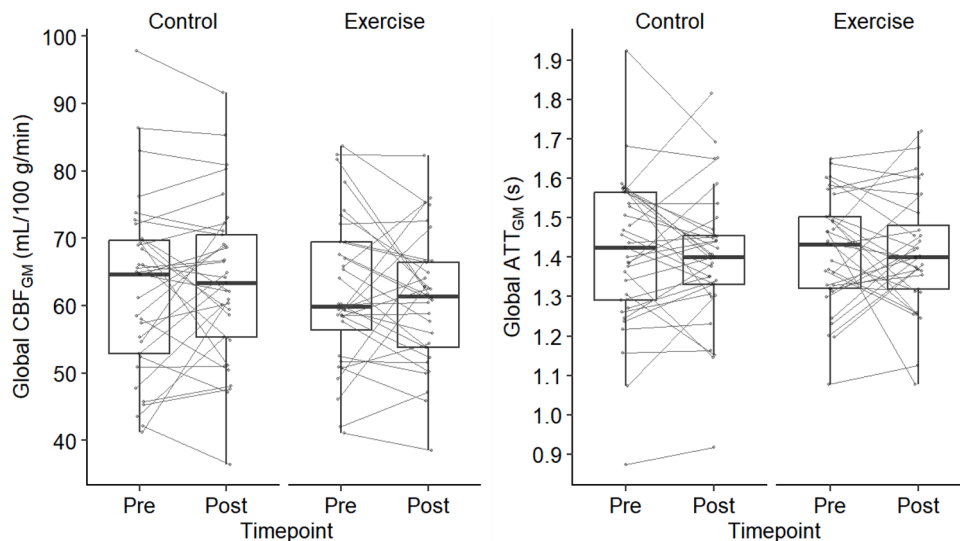 Control Exercise
Global CBF_GM (mL/100 g/min)
100
90
80
70
60
50
40
Pre Post Pre Post
Timepoint
Control Exercise
Global ATT_GM (s)
1.9
1.8
1.7
1.6
1.5
1.4
1.3
1.2
1.1
1.0
0.9
Pre Post Pre Post
Timepoint